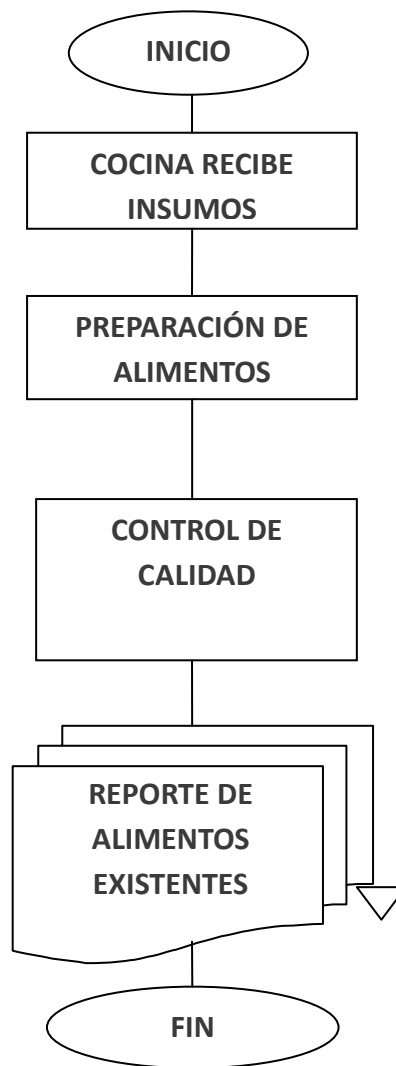 INICIO
COCINA RECIBE
INSUMOS
PREPARACIÓN DE
ALIMENTOS
CONTROL DE
CALIDAD
REPORTE DE
ALIMENTOS
EXISTENTES
FIN